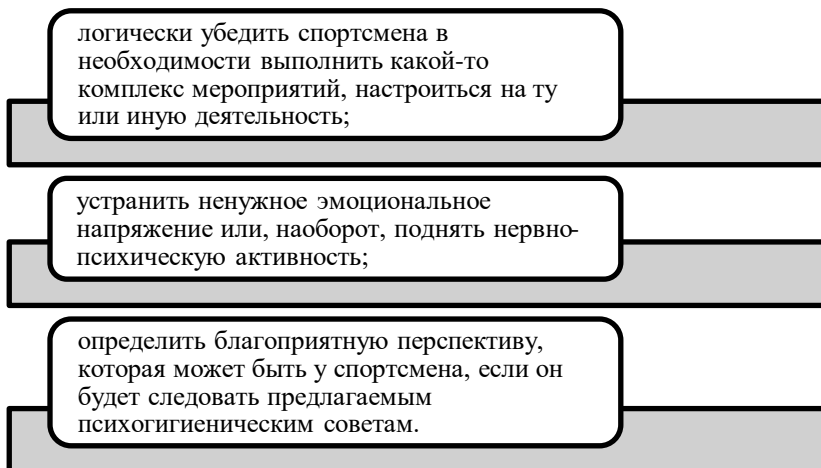 логически убедить спортсмена в
необходимости выполнить какой-то
комплекс мероприятий, настроиться на ту
или иную деятельность;
устранить ненужное эмоциональное
напряжение или, наоборот, поднять нервно-
психическую активность;
определить благоприятную перспективу,
которая может быть у спортсмена, если он
будет следовать предлагаемым
психогигиеническим советам.